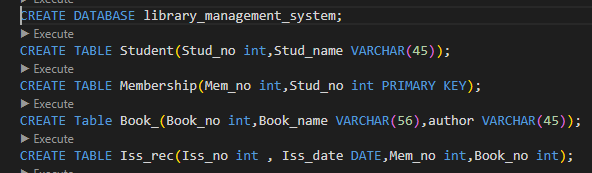 Execute
CREATE DATABASE library_management_system;
Execute
CREATE TABLE Student(Stud_no int,Stud_name VARCHAR(45));
Execute
CREATE TABLE Membership(Mem_no int,Stud_no int PRIMARY KEY);
Execute
CREATE Table Book_(Book_no int,Book_name VARCHAR(56),author VARCHAR(45));
Execute
CREATE TABLE Iss_rec(Iss_no int , Iss_date DATE,Mem_no int,Book_no int);
Execute